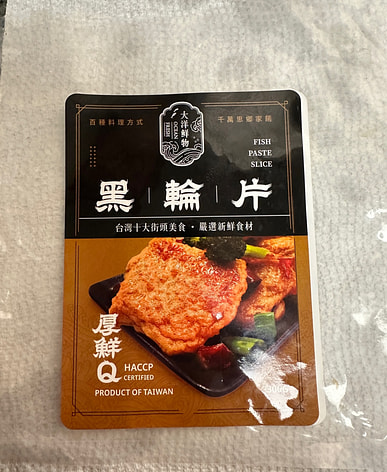 百種料理方式
大洋鮮物
OCEAN FRESH
千萬思鄉家隔
FISH
PASTE
SLICE
黑輪片
台灣十大街頭美食·嚴選新鮮食材
厚鮮Q
HACCP
CERTIFIED
PRODUCT OF TAIWAN